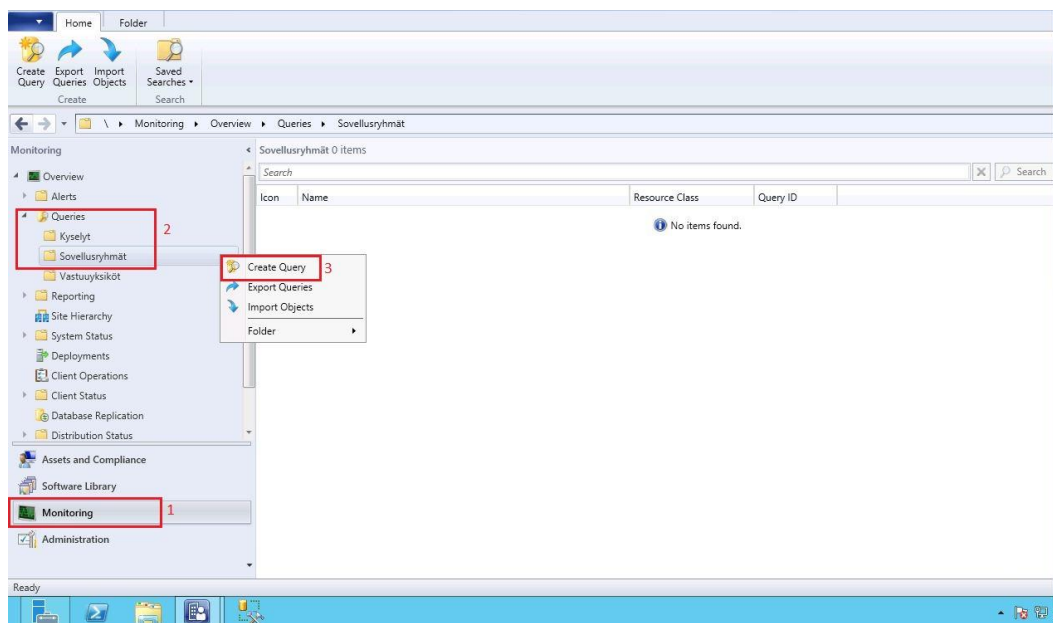 Home Folder
Create Query Export Queries Import Objects Saved Searches
Create Search
\ Monitoring Overview Queries Sovellusryhmät
Monitoring
Overview
Alerts
Queries
Kyselyt
Sovellusryhmät
Vastuuyksiköt
Reporting
Site Hierarchy
System Status
Deployments
Client Operations
Client Status
Database Replication
Distribution Status
Assets and Compliance
Software Library
Monitoring
Administration
1
2
Sovellusryhmät 0 items
Search Search
Icon Name Resource Class Query ID
No items found.
Create Query 3
Export Queries
Import Objects
Folder
Ready